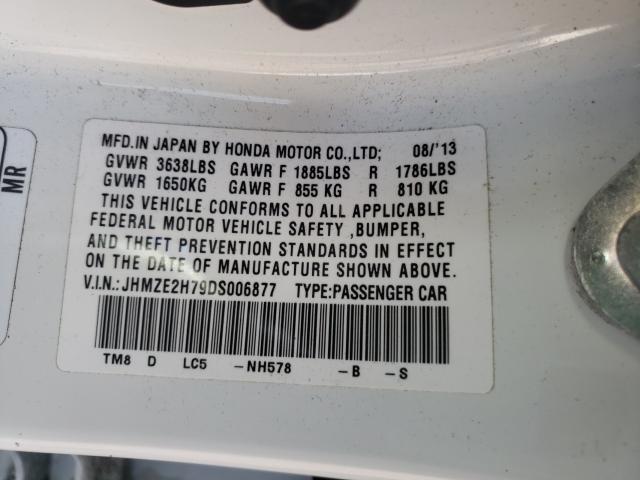 MFD.IN JAPAN BY HONDA MOTOR CO.,LTD; 08/'13
GVWR 3638LBS GAWR F 1885LBS R 1786LBS
GVWR 1650KG GAWR F 855 KG R 810 KG
THIS VEHICLE CONFORMS TO ALL APPLICABLE
FEDERAL MOTOR VEHICLE SAFETY ,BUMPER,
AND THEFT PREVENTION STANDARDS IN EFFECT
ON THE DATE OF MANUFACTURE SHOWN ABOVE.
V.I.N.:JHMZE2H79DS006877 TYPE:PASSENGER CAR
TM8 D LC5 -NH578 -B -S
MR